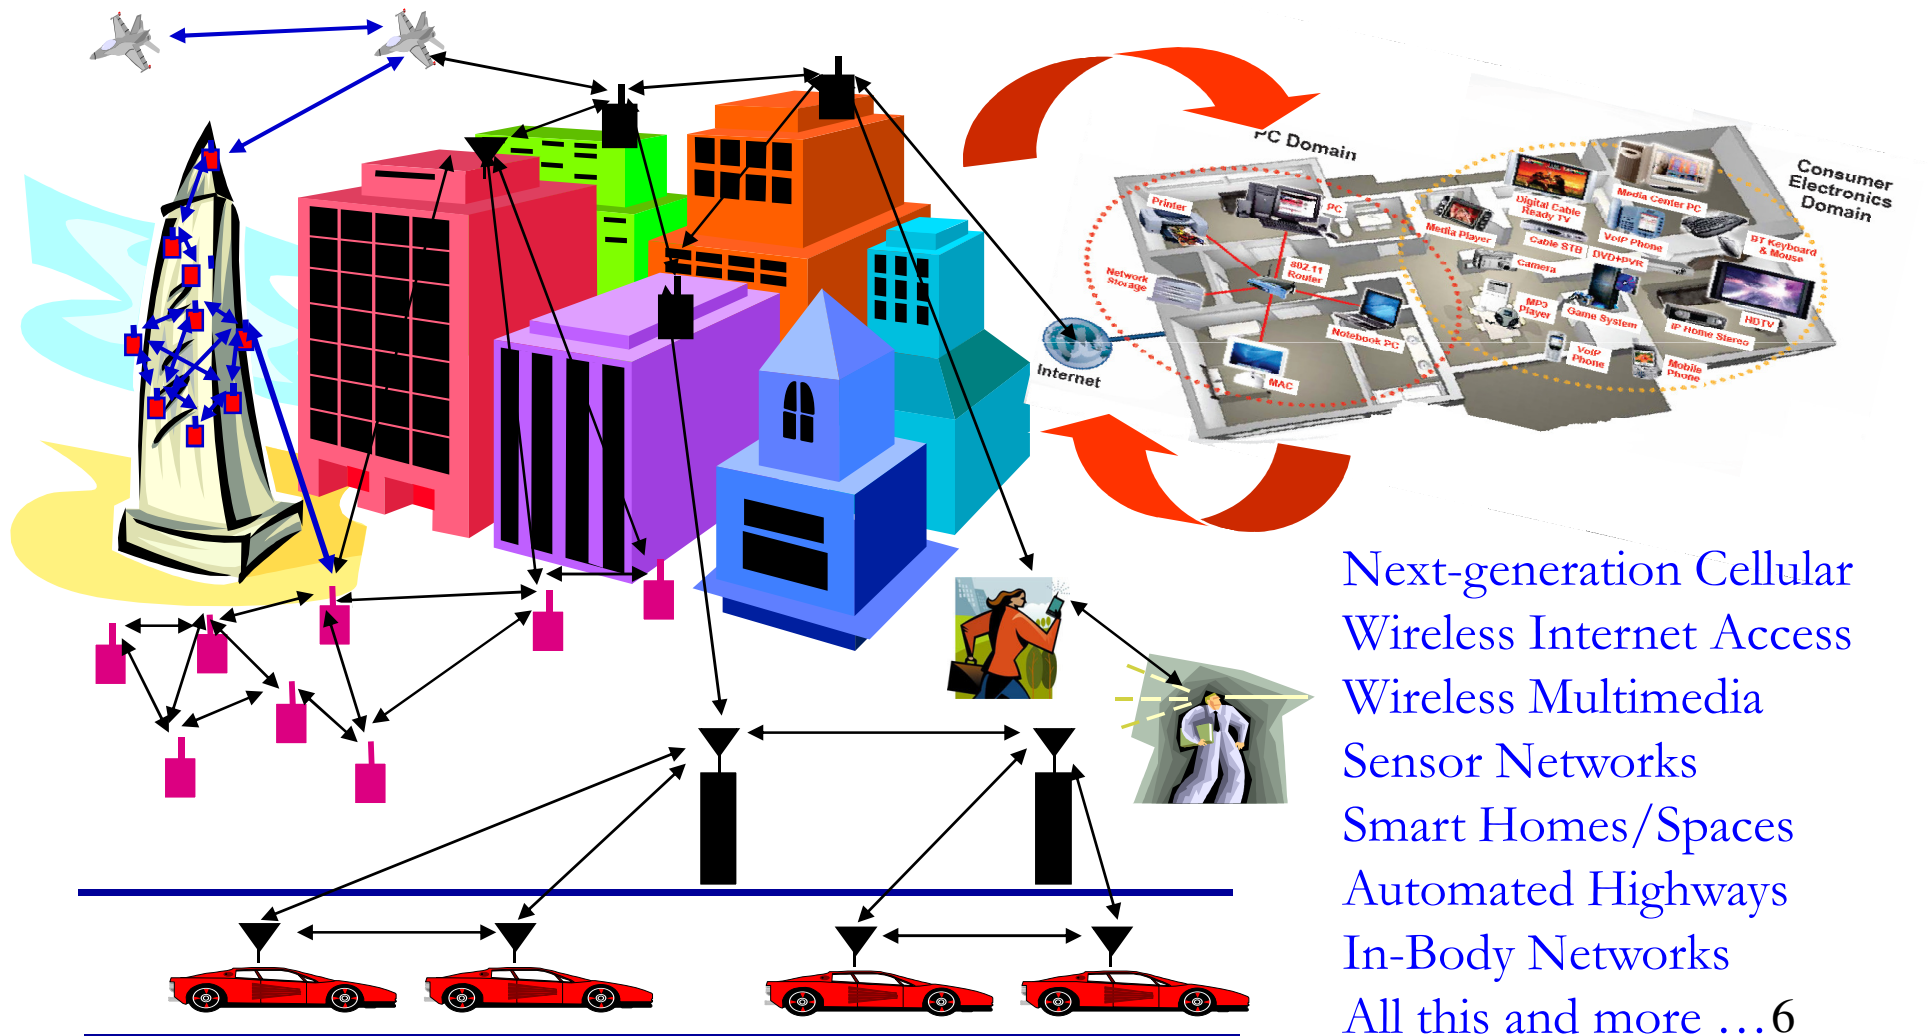 PC Domain
Consumer
Electronics
Domain
Printer
PC
Network
Storage
802.11
Router
Notebook PC
MAC
Internet
Digital Cable
Ready TV
Media Center PC
Media Player
Cable STB
VoIP Phone
BT Keyboard
& Mouse
Camera
DVD+PVR
MP3
Player
Game System
IP Home Stereo
HDTV
VoIP
Phone
Mobile
Phone
Next-generation Cellular
Wireless Internet Access
Wireless Multimedia
Sensor Networks
Smart Homes/Spaces
Automated Highways
In-Body Networks
All this and more …6